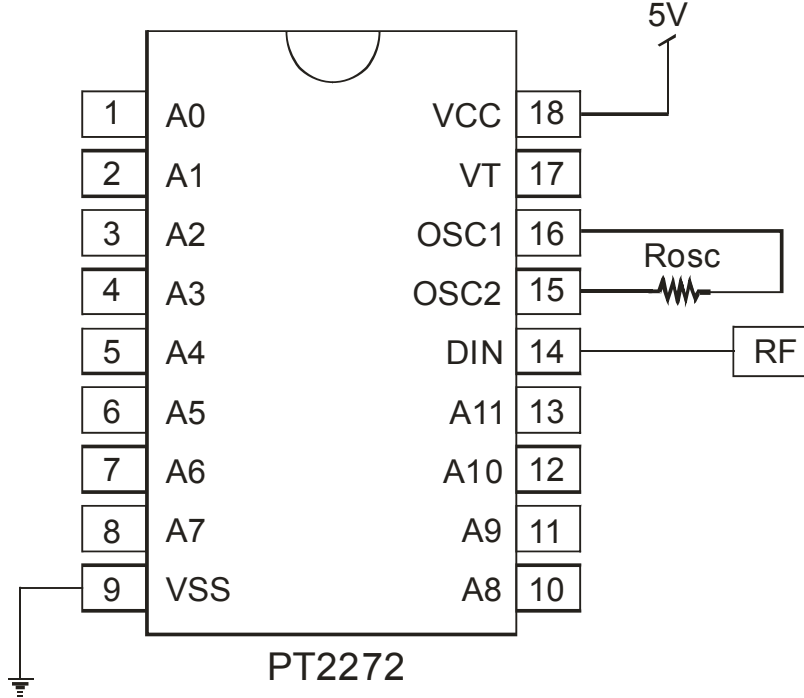 5V
1 A0 VCC 18
2 A1 VT 17
3 A2 OSC1 16
Rosc
4 A3 OSC2 15
5 A4 DIN 14 RF
6 A5 A11 13
7 A6 A10 12
8 A7 A9 11
9 VSS A8 10
PT2272